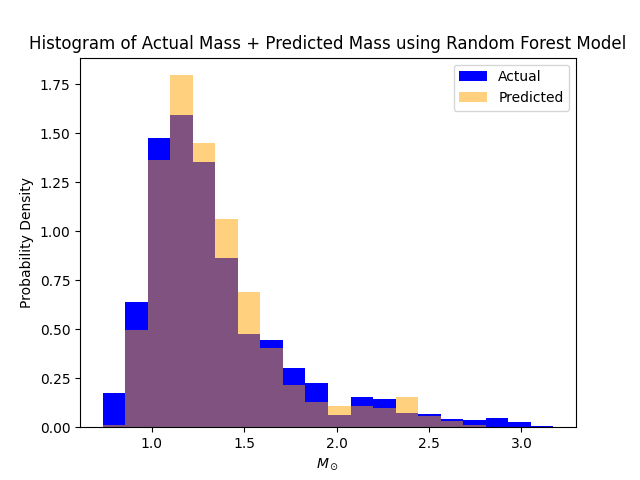 Histogram of Actual Mass + Predicted Mass using Random Forest Model
Actual
Predicted
Probability Density
1.75
1.50
1.25
1.00
0.75
0.50
0.25
0.00
1.0 1.5 2.0 2.5 3.0
M⊙